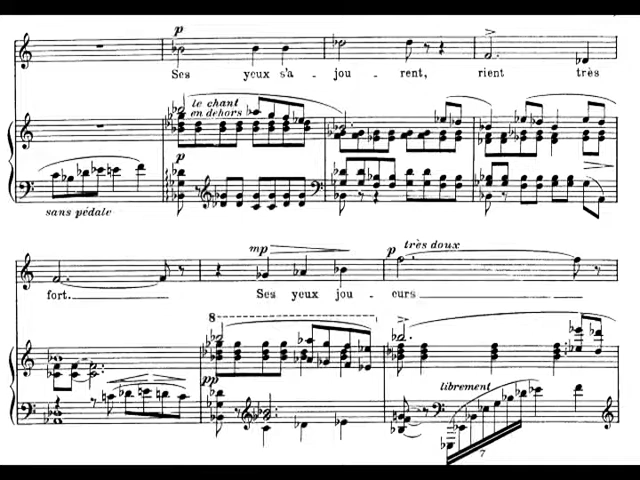 p
Ses yeux s'a - jou - rent, rient très
le chant
en dehors
p
sans pédale
mp p très doux
fort.
Ses yeux jou - eurs
8
pp
librement
7